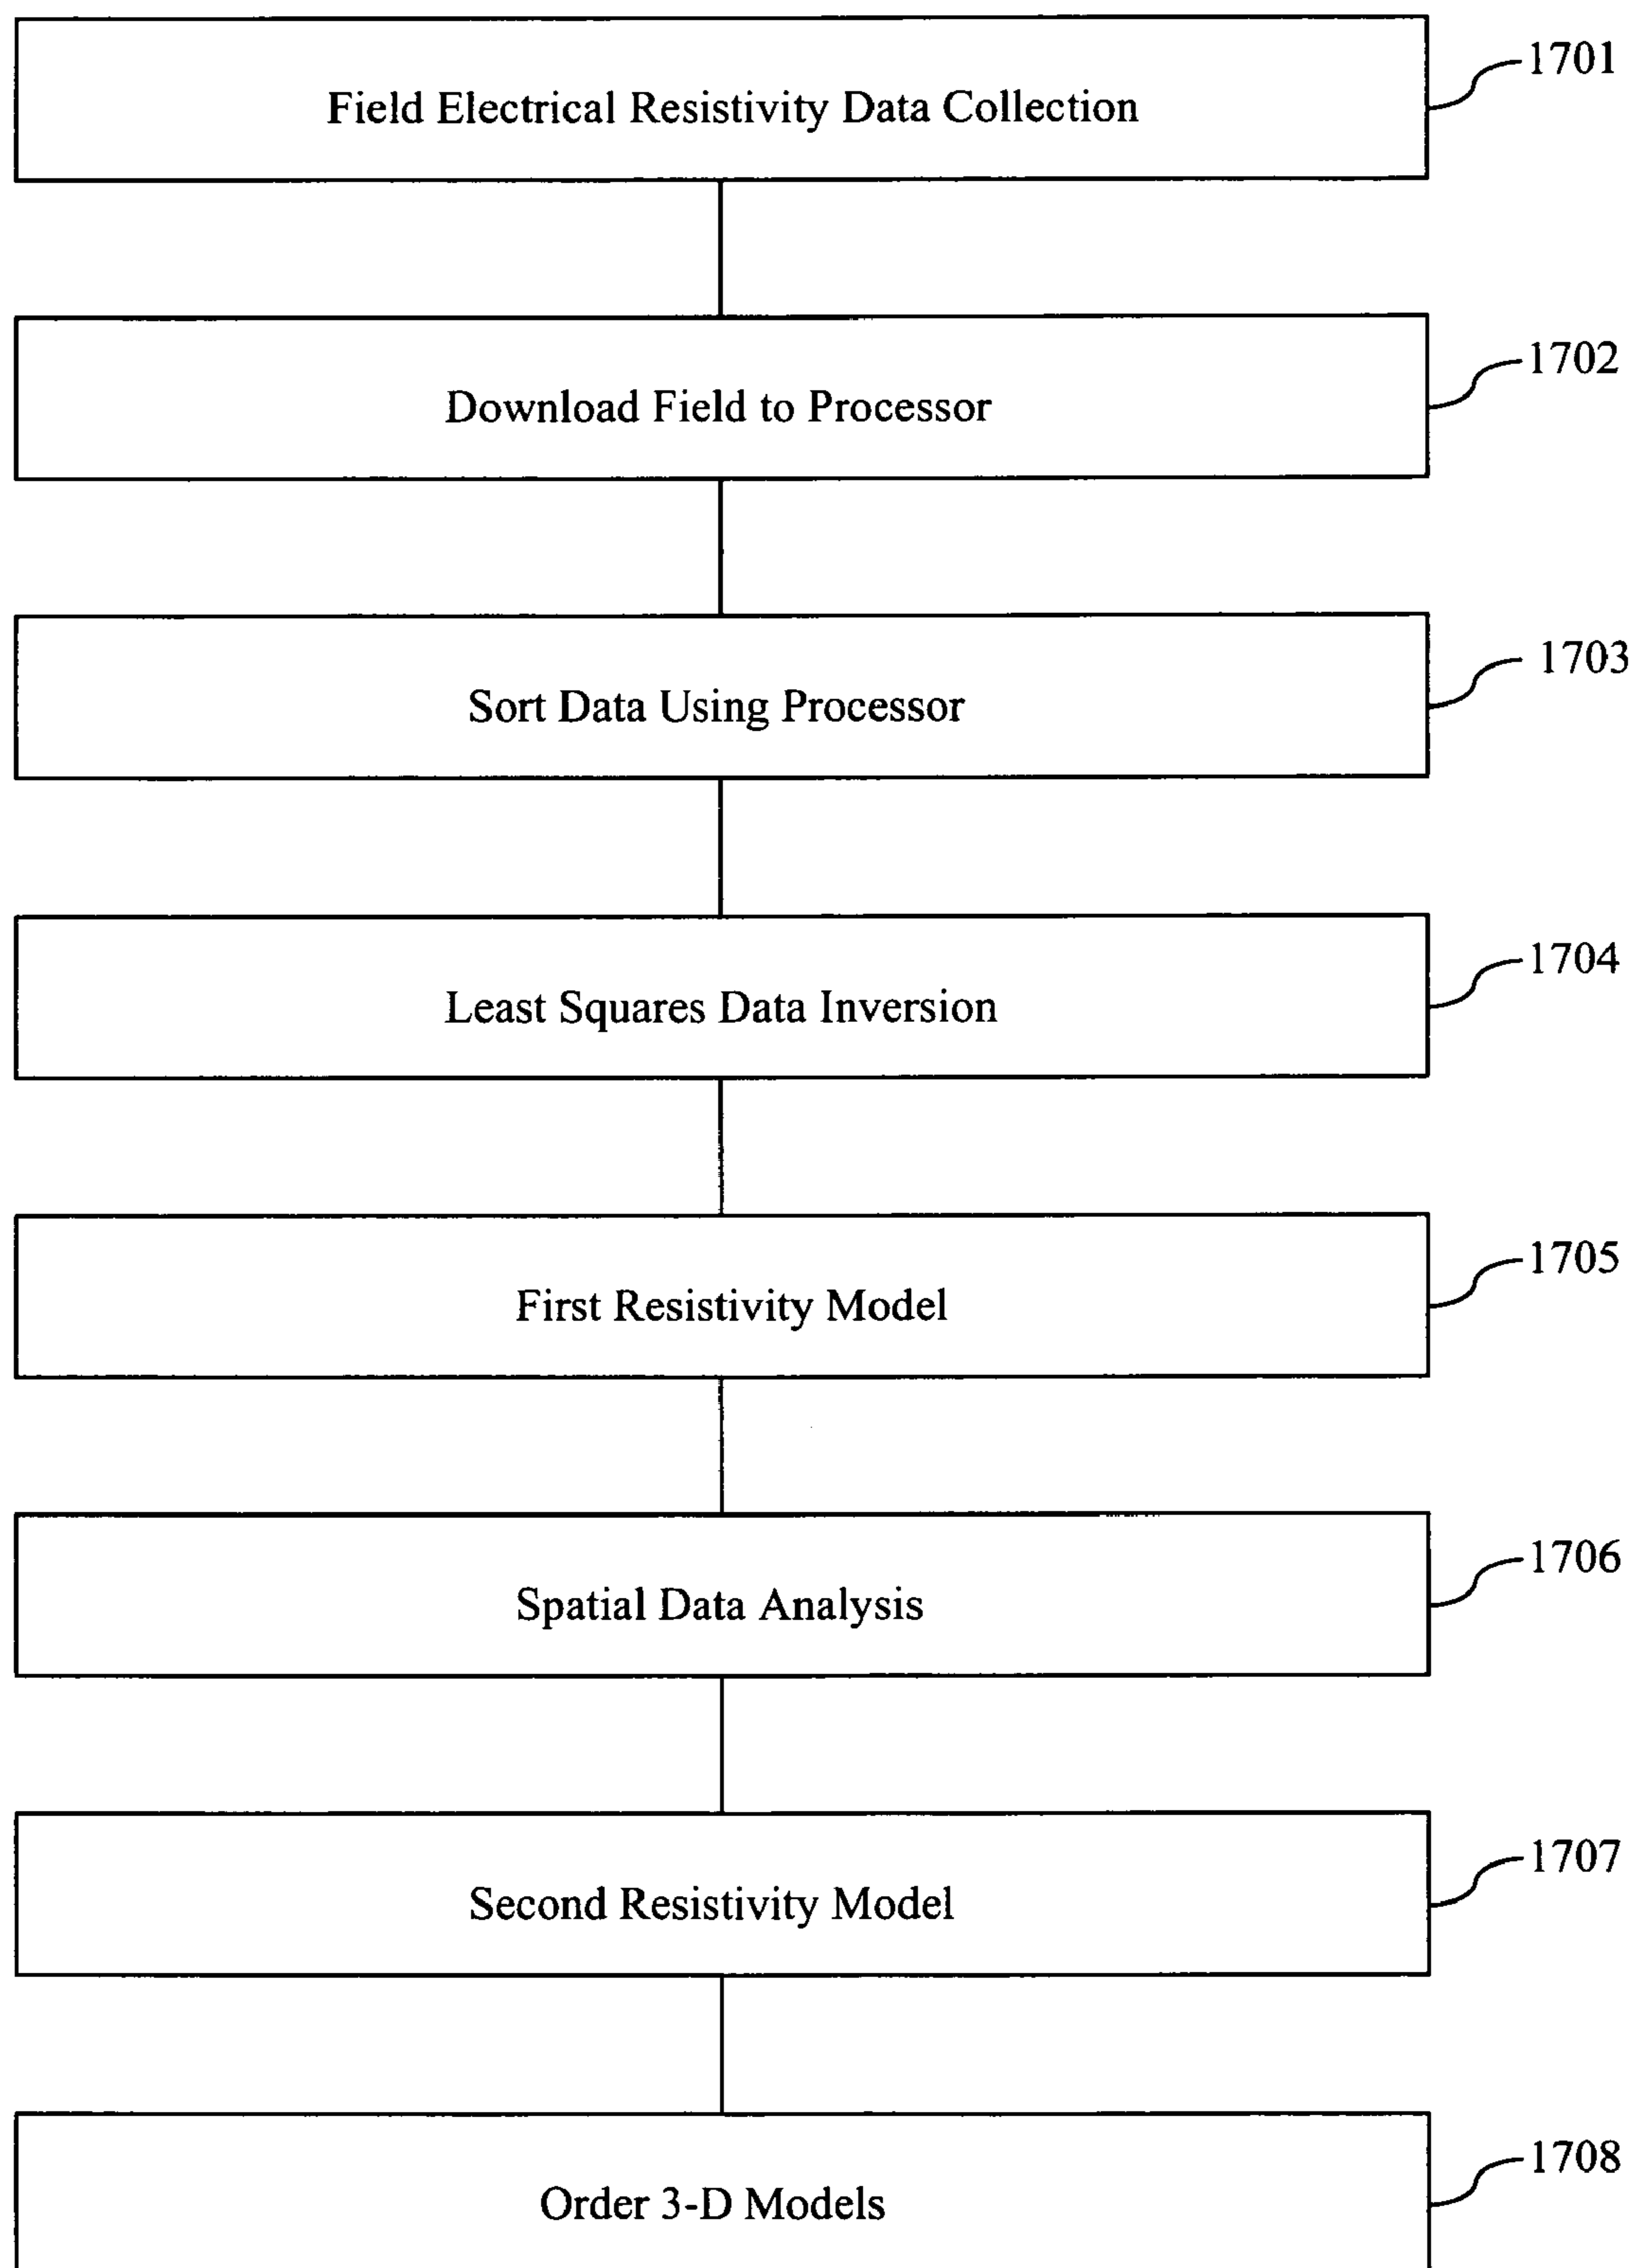 Field Electrical Resistivity Data Collection
1701
Download Field to Processor
1702
Sort Data Using Processor
1703
Least Squares Data Inversion
1704
First Resistivity Model
1705
Spatial Data Analysis
1706
Second Resistivity Model
1707
Order 3-D Models
1708